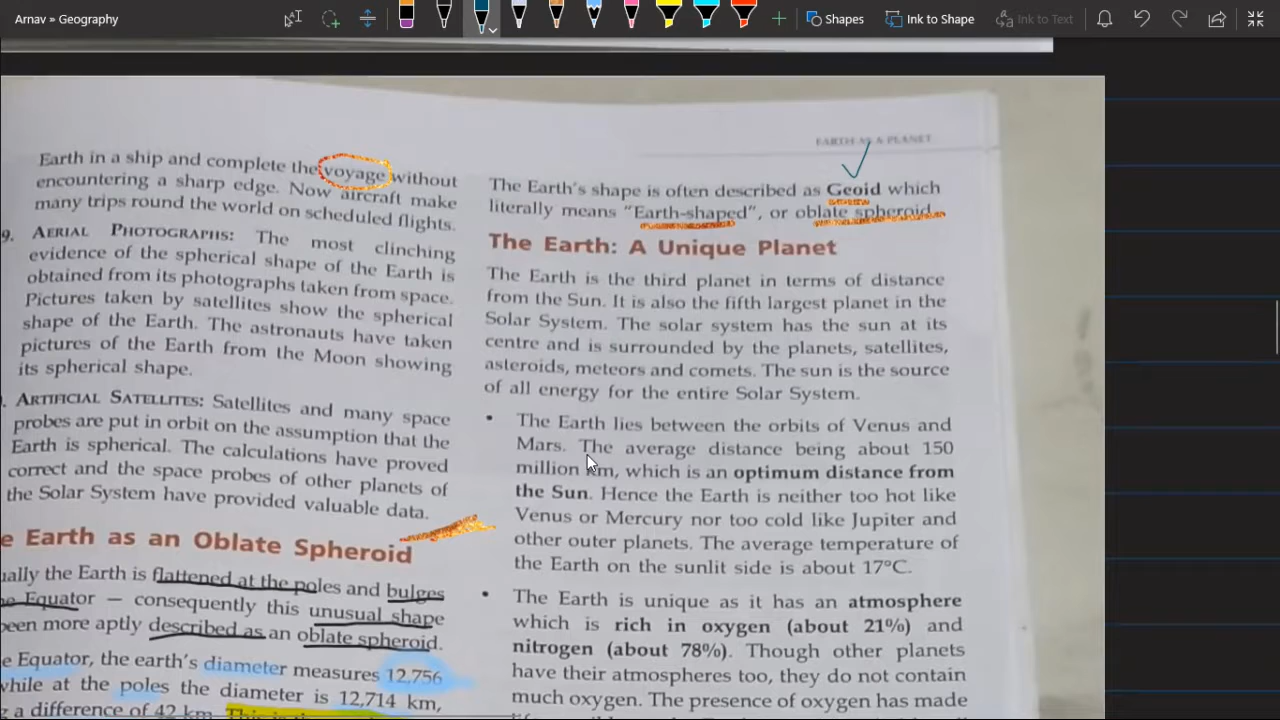 Arnav » Geography
Shapes
Ink to Shape
Ink to Text
Earth in a ship and complete the voyage without
encountering a sharp edge. Now aircraft make
many trips round the world on scheduled flights.
9. AERIAL PHOTOGRAPHS: The most clinching
evidence of the spherical shape of the Earth is
obtained from its photographs taken from space.
Pictures taken by satellites show the spherical
shape of the Earth. The astronauts have taken
pictures of the Earth from the Moon showing
its spherical shape.
. ARTIFICIAL SATELLITES: Satellites and many space
probes are put in orbit on the assumption that the
Earth is spherical. The calculations have proved
correct and the space probes of other planets of
the Solar System have provided valuable data.
e Earth as an Oblate Spheroid
ually the Earth is flattened at the poles and bulges
Equator — consequently this unusual shape
been more aptly described as an oblate spheroid.
e Equator, the earth's diameter measures 12,756
while at the poles the diameter is 12,714 km,
g a difference of 42 km.
EARTH AS A PLANET
The Earth's shape is often described as Geoid which
literally means "Earth-shaped", or oblate spheroid.
The Earth: A Unique Planet
The Earth is the third planet in terms of distance
from the Sun. It is also the fifth largest planet in the
Solar System. The solar system has the sun at its
centre and is surrounded by the planets, satellites,
asteroids, meteors and comets. The sun is the source
of all energy for the entire Solar System.
• The Earth lies between the orbits of Venus and
Mars. The average distance being about 150
million km, which is an optimum distance from
the Sun. Hence the Earth is neither too hot like
Venus or Mercury nor too cold like Jupiter and
other outer planets. The average temperature of
the Earth on the sunlit side is about 17°C.
• The Earth is unique as it has an atmosphere
which is rich in oxygen (about 21%) and
nitrogen (about 78%). Though other planets
have their atmospheres too, they do not contain
much oxygen. The presence of oxygen has made